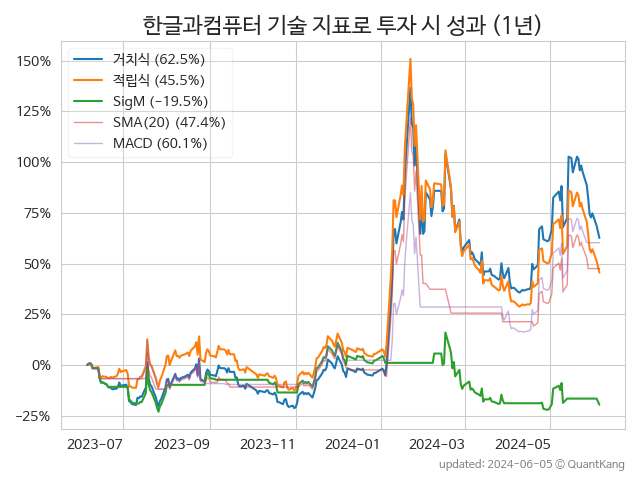 한글과컴퓨터 기술 지표로 투자 시 성과 (1년)
거치식 (62.5%)
적립식 (45.5%)
SigM (−19.5%)
SMA(20) (47.4%)
MACD (60.1%)
150%
125%
100%
75%
50%
25%
0%
−25%
2023-07 2023-09 2023-11 2024-01 2024-03 2024-05
updated: 2024-06-05 © QuantKang